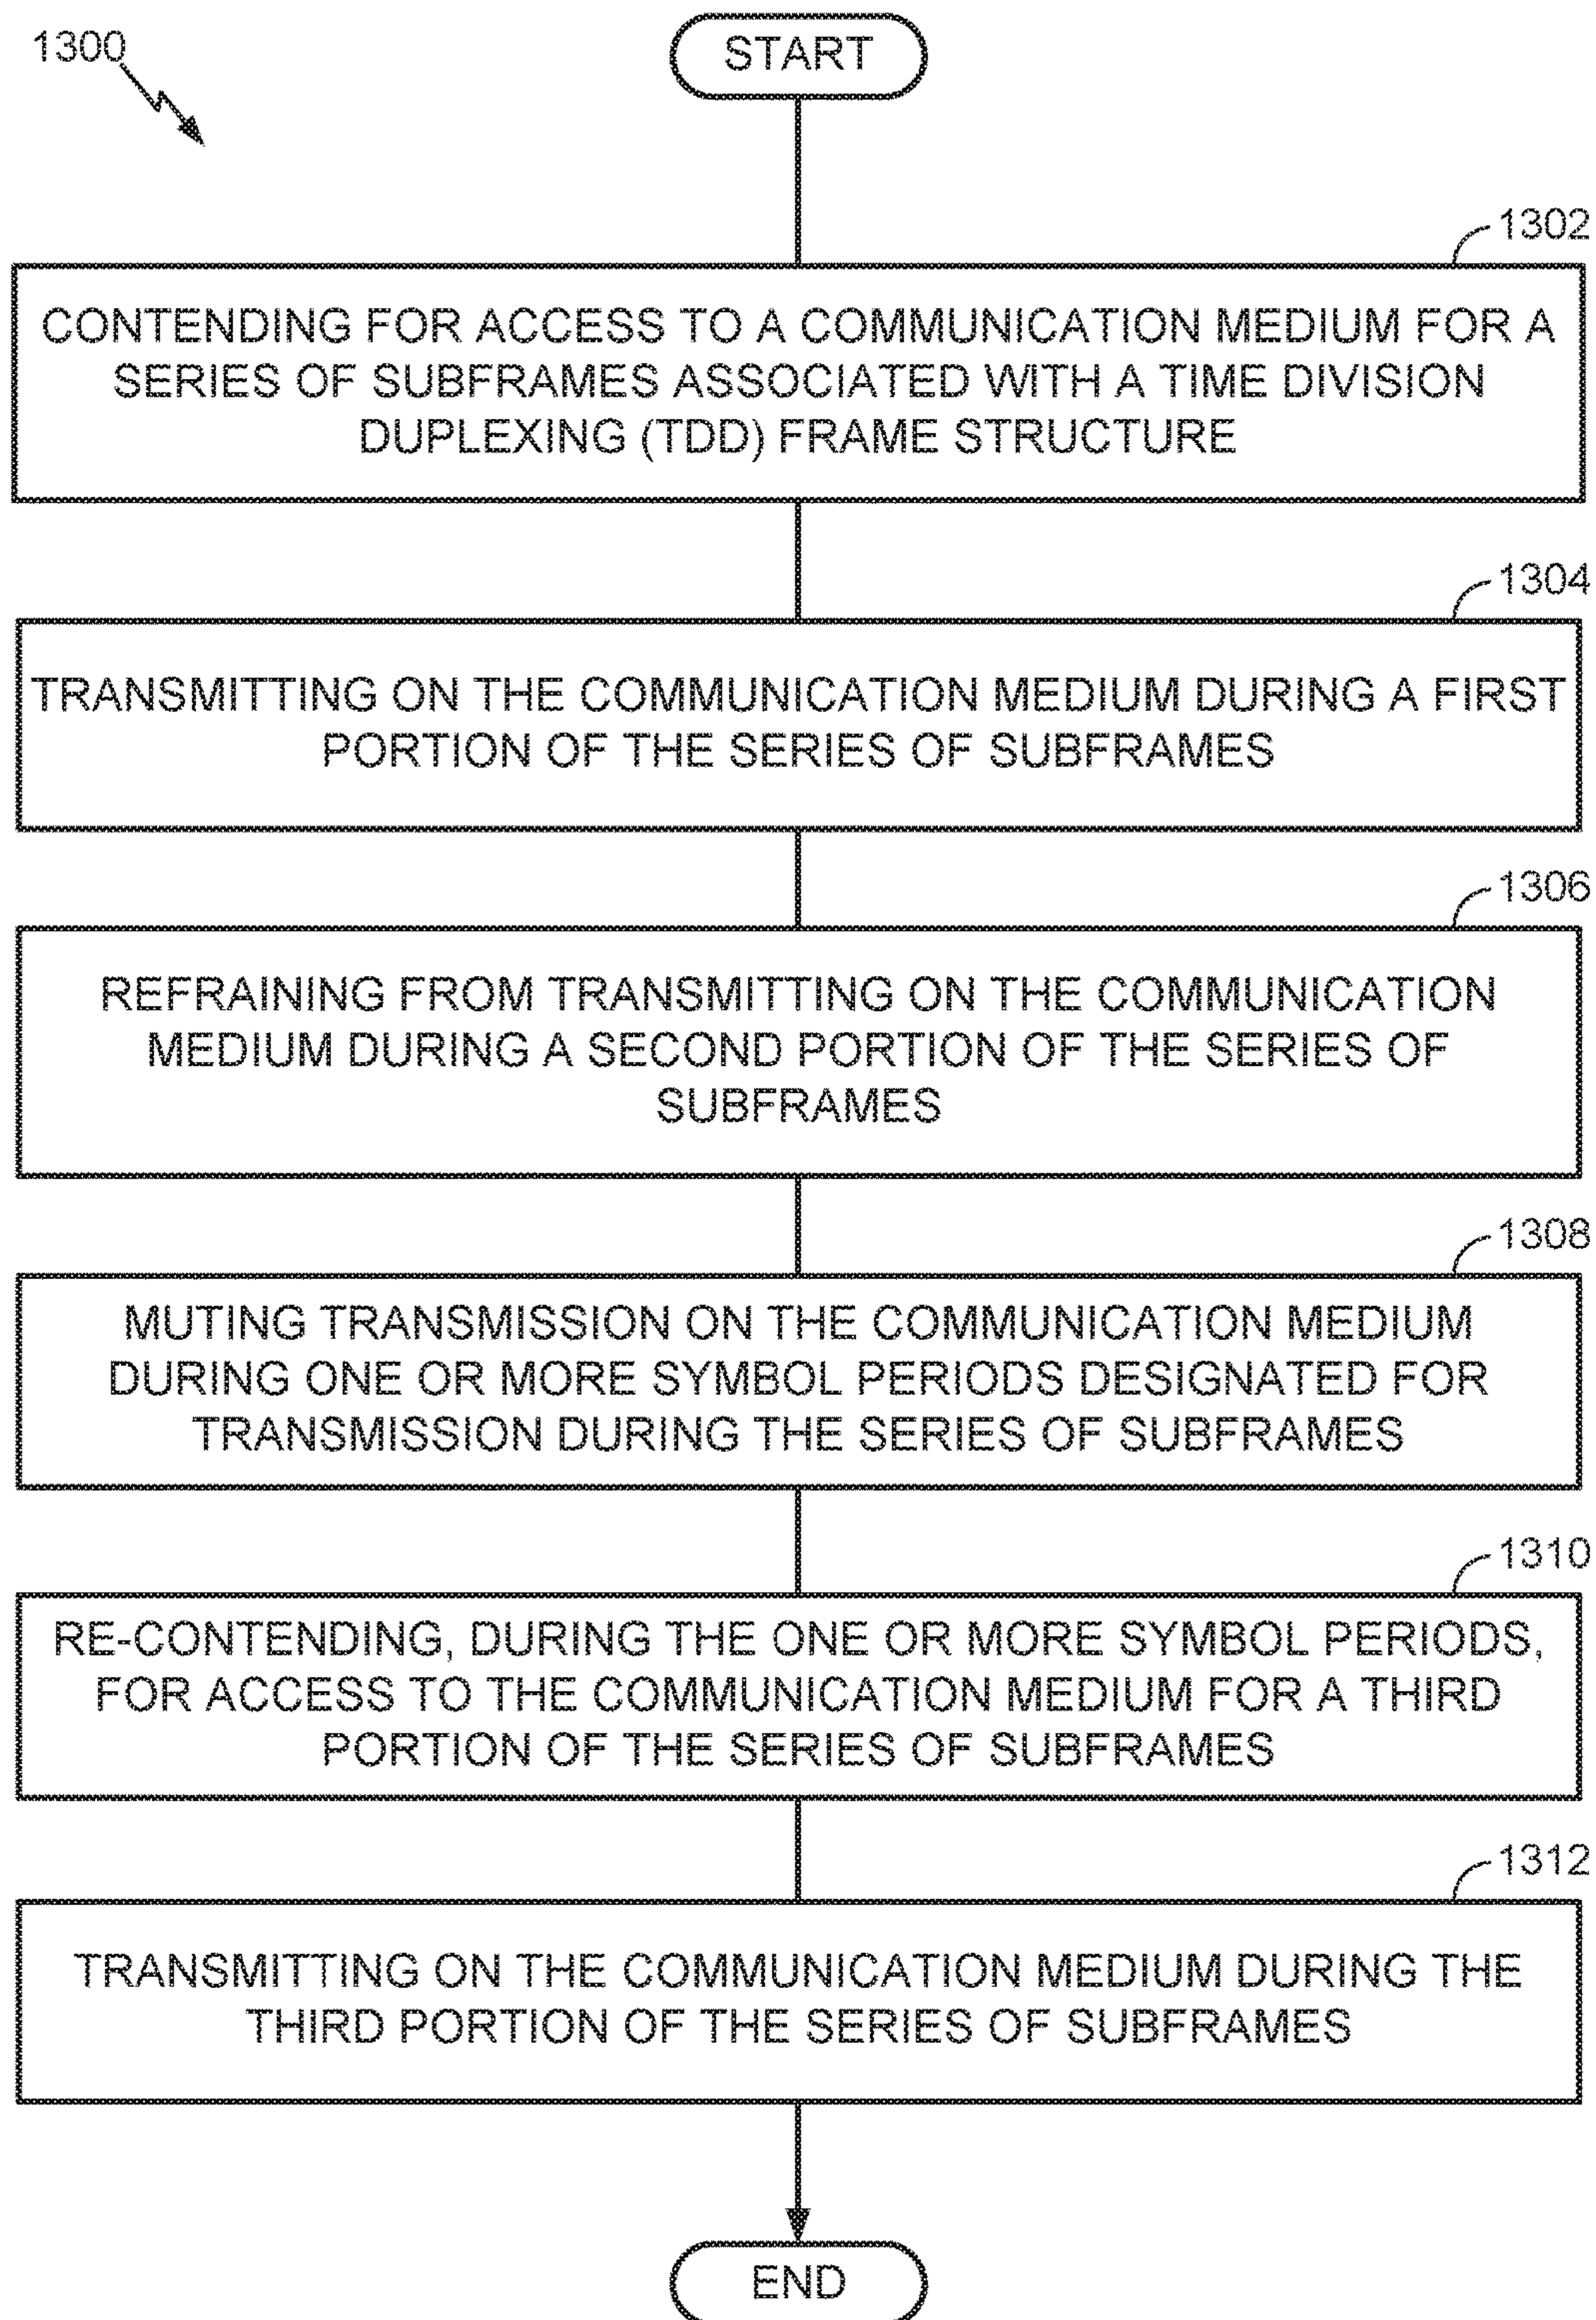 1300
START
1302
CONTENDING FOR ACCESS TO A COMMUNICATION MEDIUM FOR A
SERIES OF SUBFRAMES ASSOCIATED WITH A TIME DIVISION
DUPLEXING (TDD) FRAME STRUCTURE
1304
TRANSMITTING ON THE COMMUNICATION MEDIUM DURING A FIRST
PORTION OF THE SERIES OF SUBFRAMES
1306
REFRAINING FROM TRANSMITTING ON THE COMMUNICATION
MEDIUM DURING A SECOND PORTION OF THE SERIES OF
SUBFRAMES
1308
MUTING TRANSMISSION ON THE COMMUNICATION MEDIUM
DURING ONE OR MORE SYMBOL PERIODS DESIGNATED FOR
TRANSMISSION DURING THE SERIES OF SUBFRAMES
1310
RE-CONTENDING, DURING THE ONE OR MORE SYMBOL PERIODS,
FOR ACCESS TO THE COMMUNICATION MEDIUM FOR A THIRD
PORTION OF THE SERIES OF SUBFRAMES
1312
TRANSMITTING ON THE COMMUNICATION MEDIUM DURING THE
THIRD PORTION OF THE SERIES OF SUBFRAMES
END